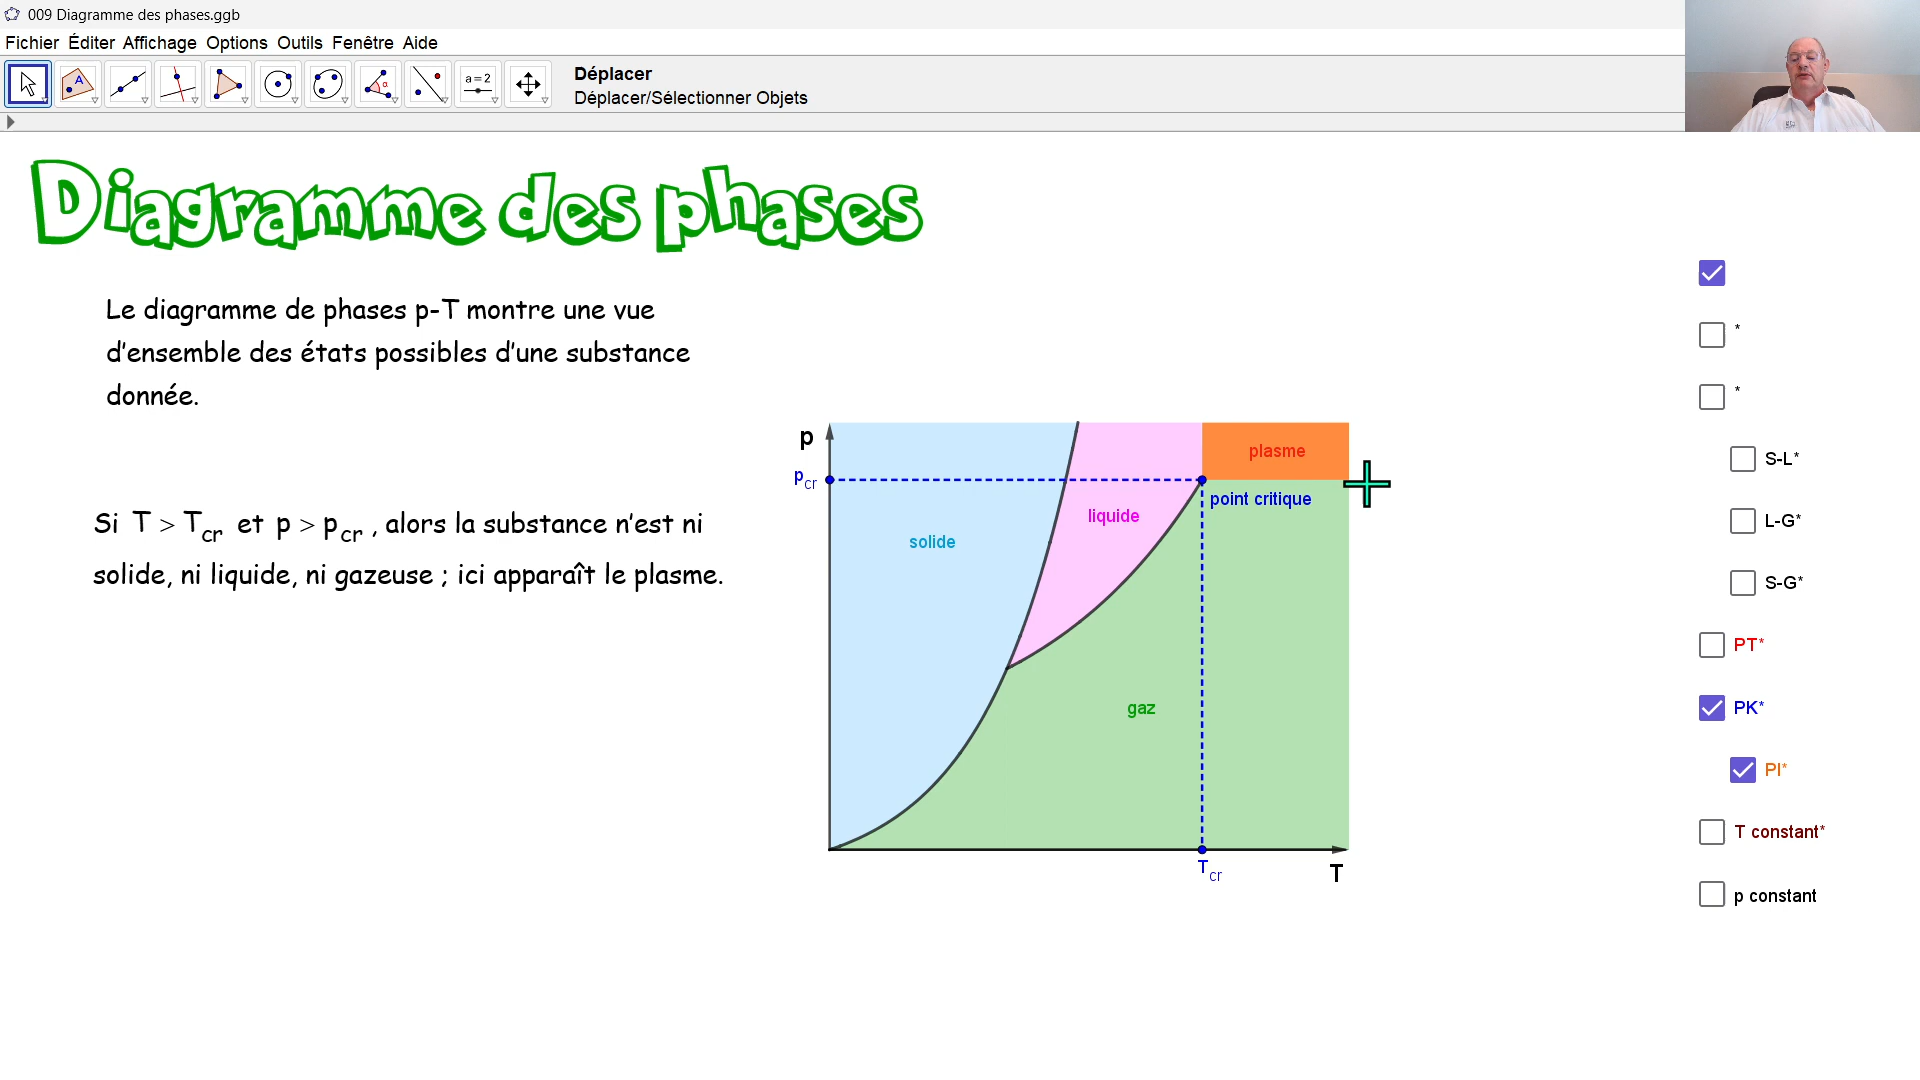 009 Diagramme des phases.ggb
Fichier Éditer Affichage Options Outils Fenêtre Aide
A
α
a = 2
Déplacer
Déplacer/Sélectionner Objets
Diagramme des phases
Le diagramme de phases p-T montre une vue
d'ensemble des états possibles d'une substance
donnée.
Si T > Tcr et p > pcr , alors la substance n'est ni
solide, ni liquide, ni gazeuse ; ici apparaît le plasme.
p
pcr
plasme
point critique
liquide
solide
gaz
Tcr
T
*
*
S-L*
L-G*
S-G*
PT*
PK*
Pl*
T constant*
p constant